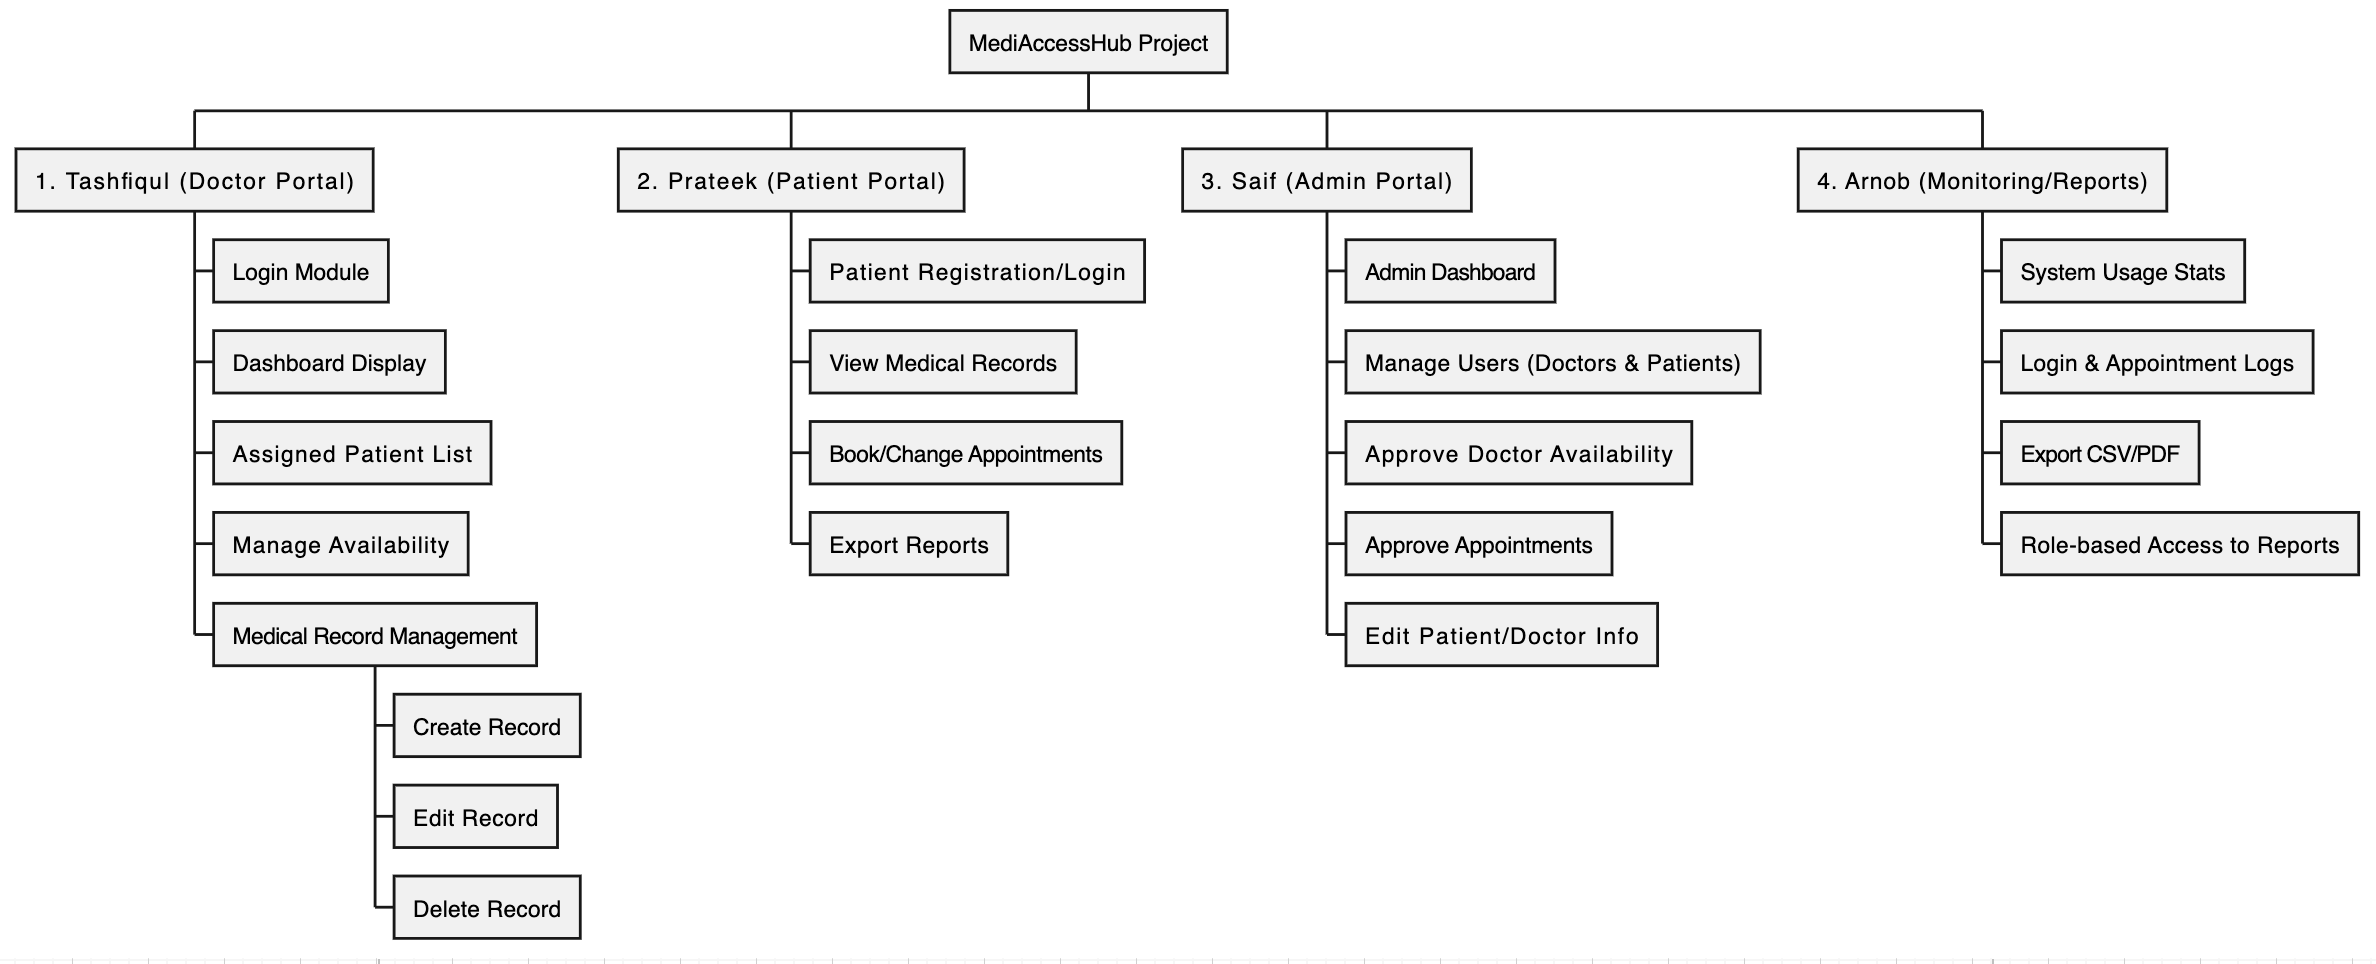 MediAccessHub Project
1. Tashfiqul (Doctor Portal)
Login Module
Dashboard Display
Assigned Patient List
Manage Availability
Medical Record Management
Create Record
Edit Record
Delete Record
2. Prateek (Patient Portal)
Patient Registration/Login
View Medical Records
Book/Change Appointments
Export Reports
3. Saif (Admin Portal)
Admin Dashboard
Manage Users (Doctors & Patients)
Approve Doctor Availability
Approve Appointments
Edit Patient/Doctor Info
4. Arnob (Monitoring/Reports)
System Usage Stats
Login & Appointment Logs
Export CSV/PDF
Role-based Access to Reports